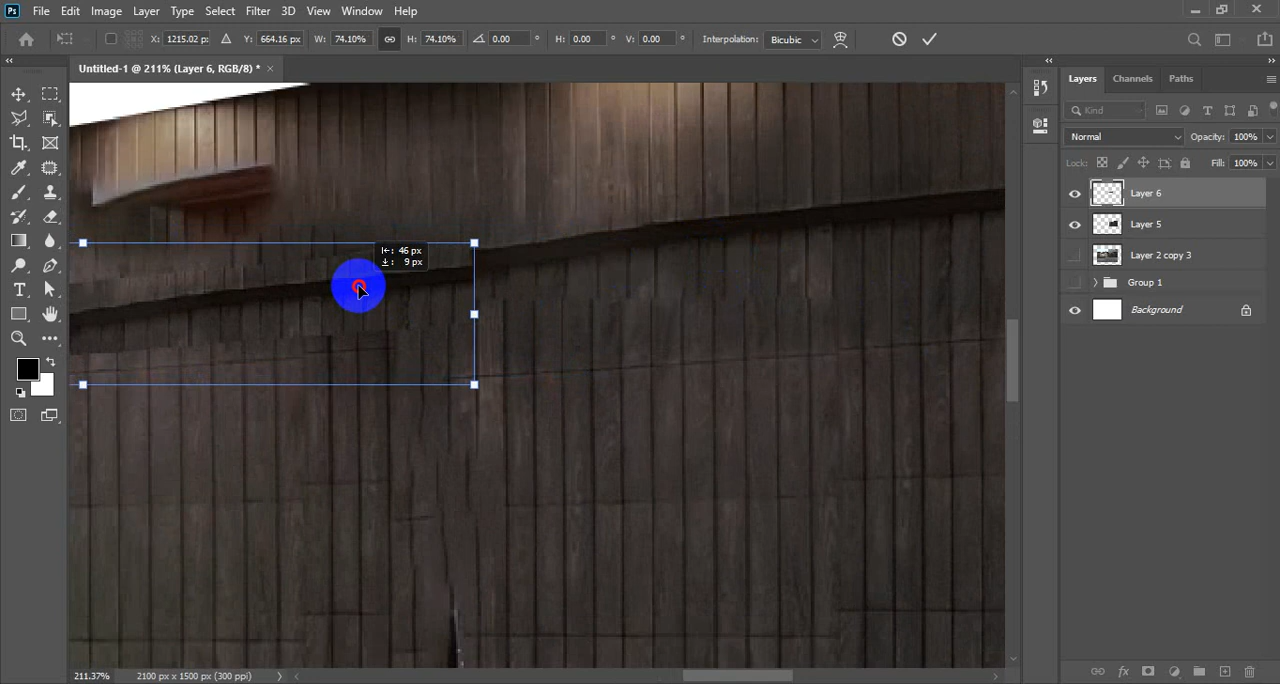 Ps File Edit Image Layer Type Select Filter 3D View Window Help
X: 1215.02 px Y: 664.16 px W: 74.10% H: 74.10% 0.00 ° H: 0.00 ° V: 0.00 ° Interpolation: Bicubic
Untitled-1 @ 211% (Layer 6, RGB/8) * ×
Layers Channels Paths
Kind
Normal Opacity: 100%
Lock: Fill: 100%
Layer 6
Layer 5
Layer 2 copy 3
Group 1
Background
46 px
9 px
T
211.37% 2100 px x 1500 px (300 ppi)
fx